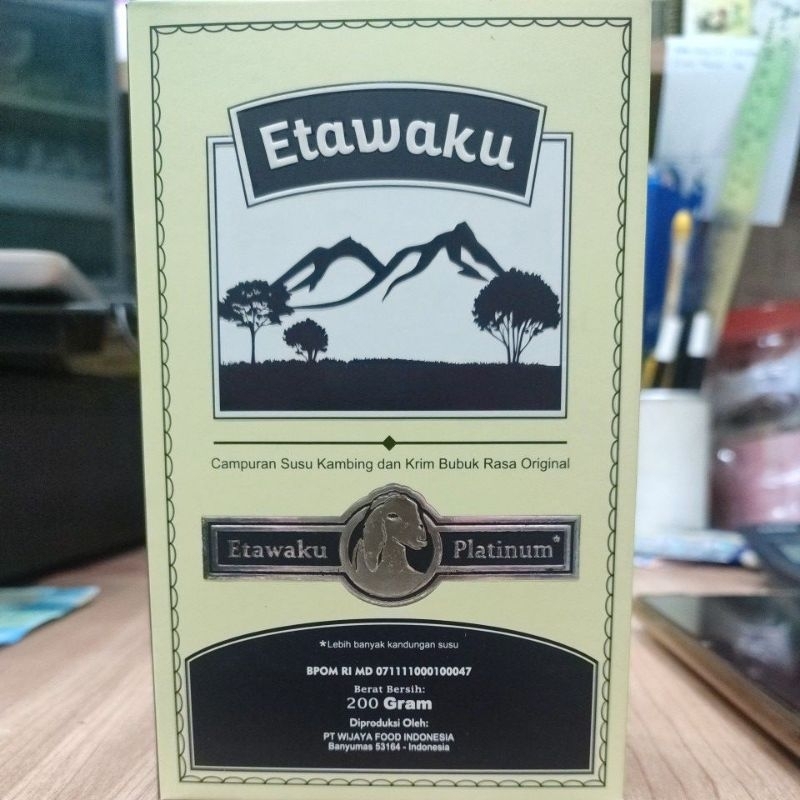 Etawaku
Campuran Susu Kambing dan Krim Bubuk Rasa Original
Etawaku Platinum*
*Lebih banyak kandungan susu
BPOM RI MD 071111000100047
Berat Bersih:
200 Gram
Diproduksi Oleh:
PT WIJAYA FOOD INDONESIA
Banyumas 53164 - Indonesia